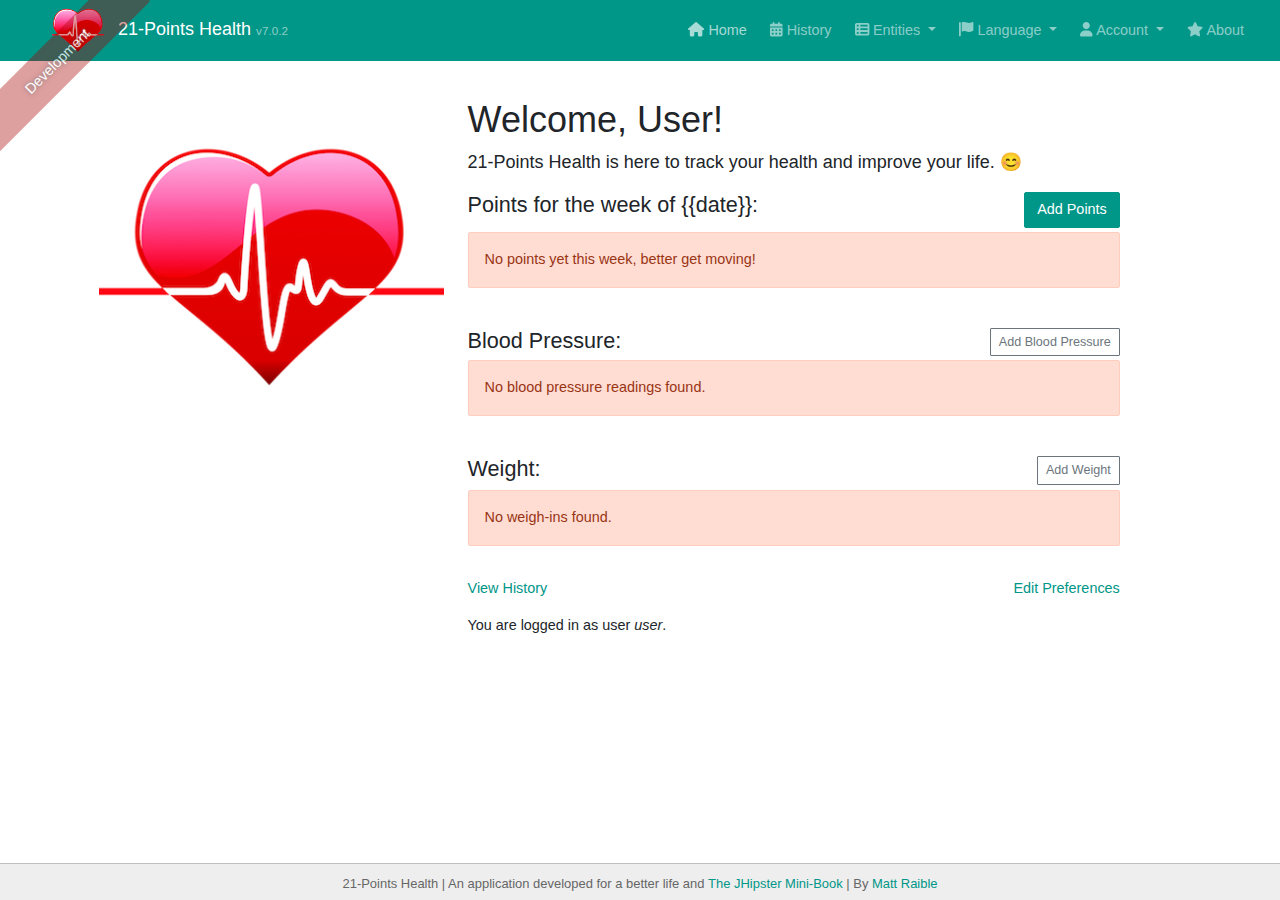 21-Points Health v7.0.2
Home History Entities Language Account About
Development
Welcome, User!
21-Points Health is here to track your health and improve your life. 😊
Points for the week of {{date}}:
Add Points
No points yet this week, better get moving!
Blood Pressure:
Add Blood Pressure
No blood pressure readings found.
Weight:
Add Weight
No weigh-ins found.
View History
Edit Preferences
You are logged in as user user.
21-Points Health | An application developed for a better life and The JHipster Mini-Book | By Matt Raible